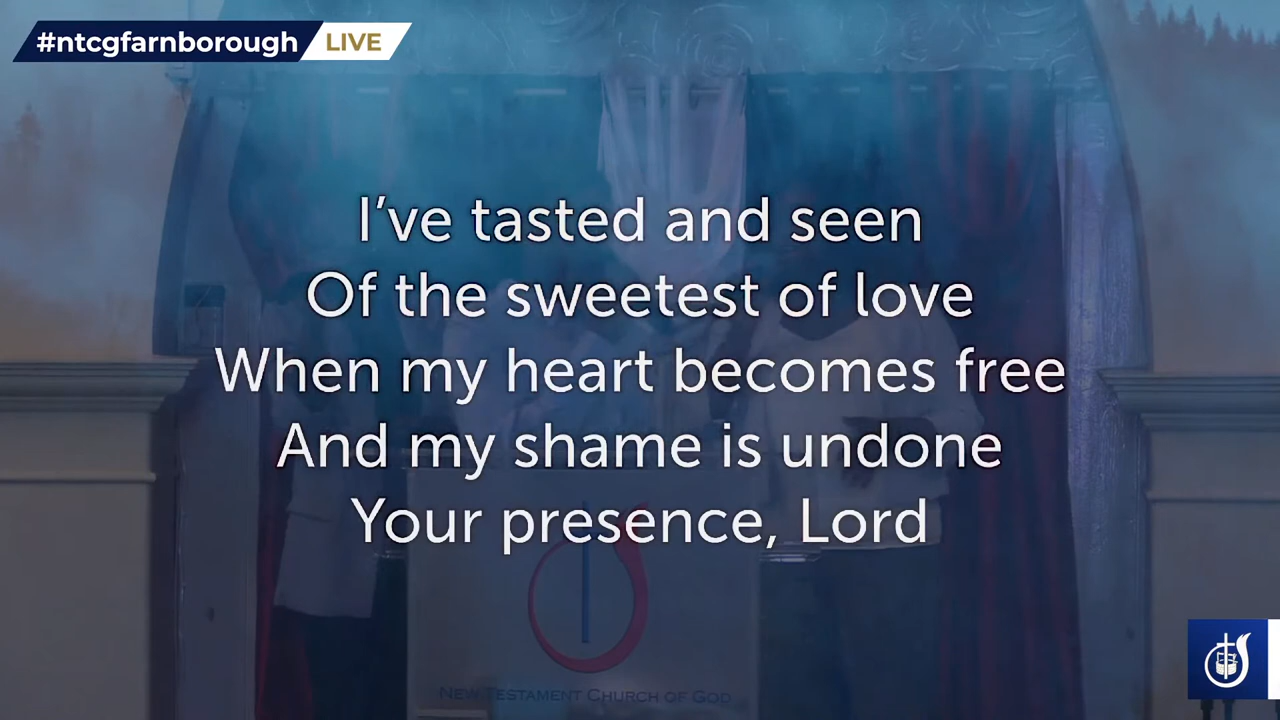 #ntcgfarnborough LIVE
I’ve tasted and seen
Of the sweetest of love
When my heart becomes free
And my shame is undone
Your presence, Lord
New Testament Church of God